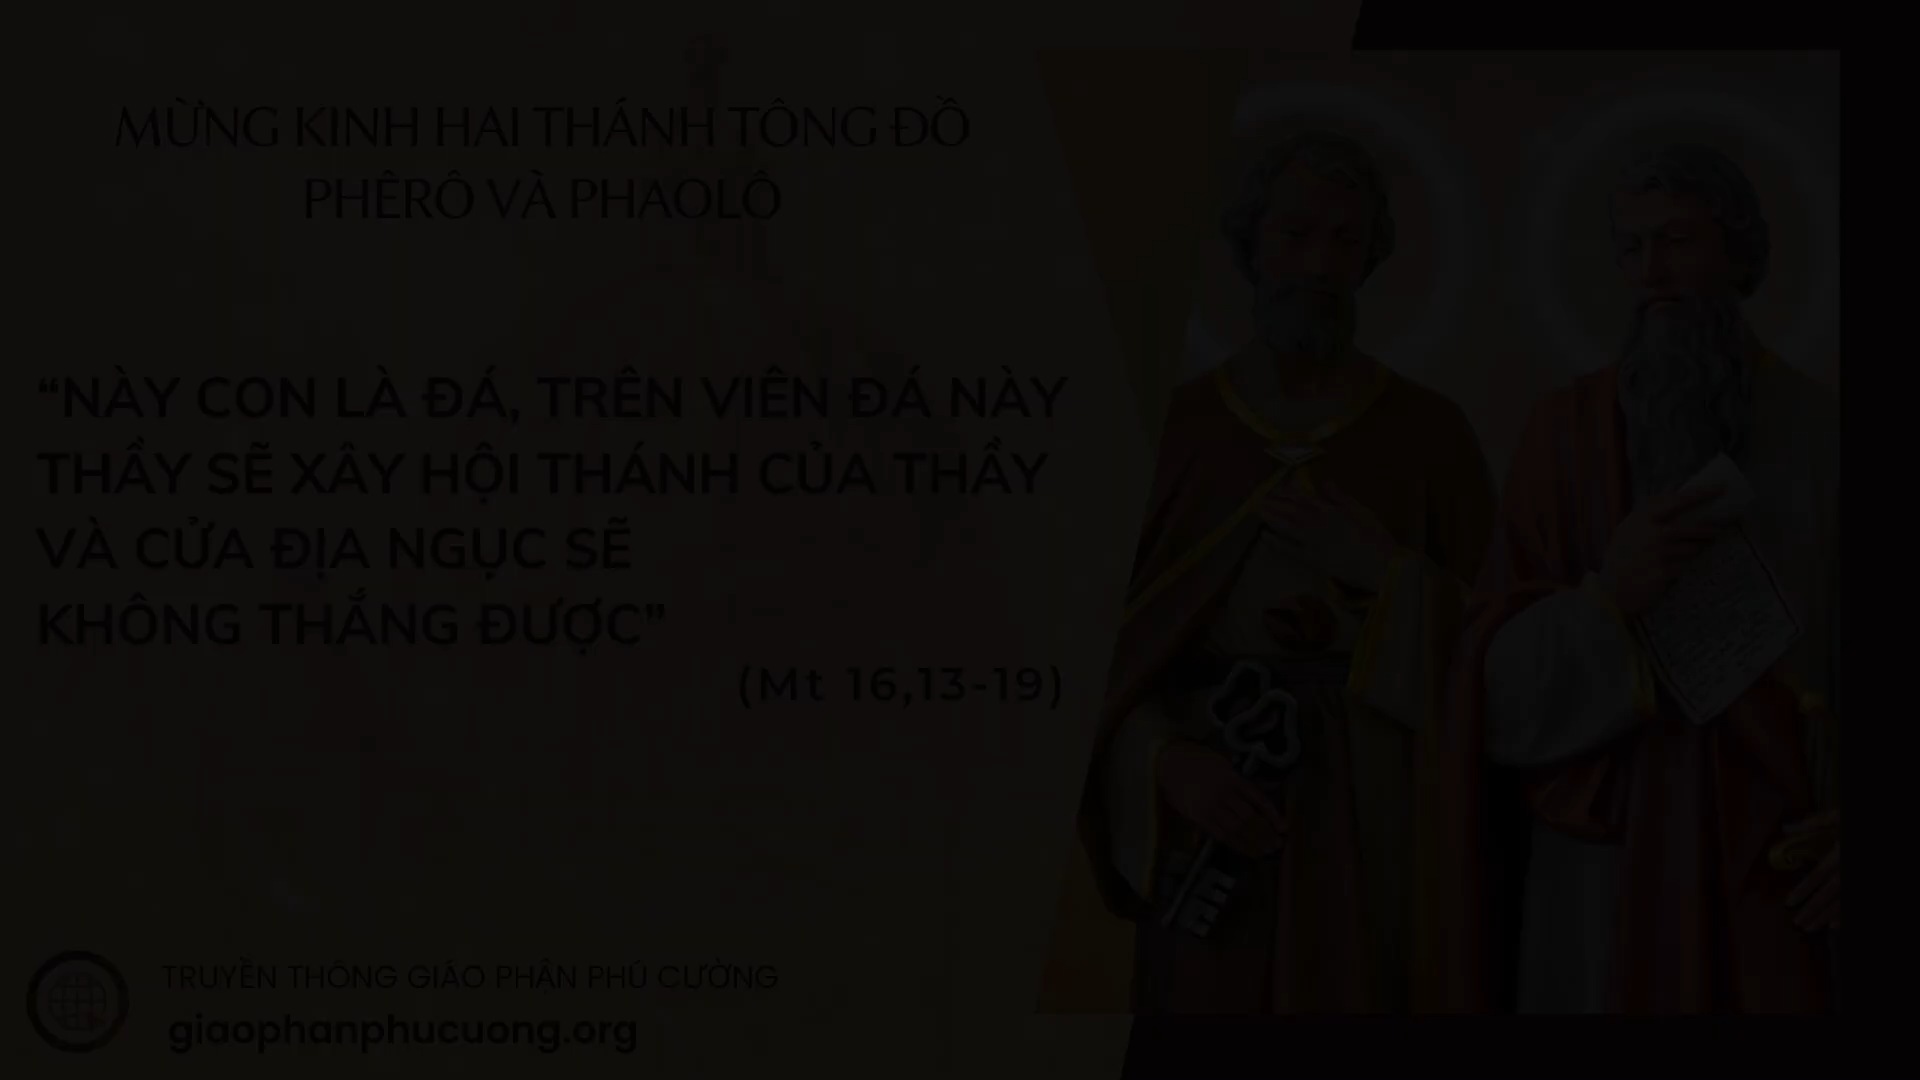 MỪNG KINH HAI THÁNH TÔNG ĐỒ
PHÊRÔ VÀ PHAOLÔ
“NÀY CON LÀ ĐÁ, TRÊN VIÊN ĐÁ NÀY
THẦY SẼ XÂY HỘI THÁNH CỦA THẦY
VÀ CỬA ĐỊA NGỤC SẼ
KHÔNG THẮNG ĐƯỢC”
(Mt 16,13-19)
TRUYỀN THÔNG GIÁO PHẬN PHÚ CƯỜNG
giaophanphucuong.org